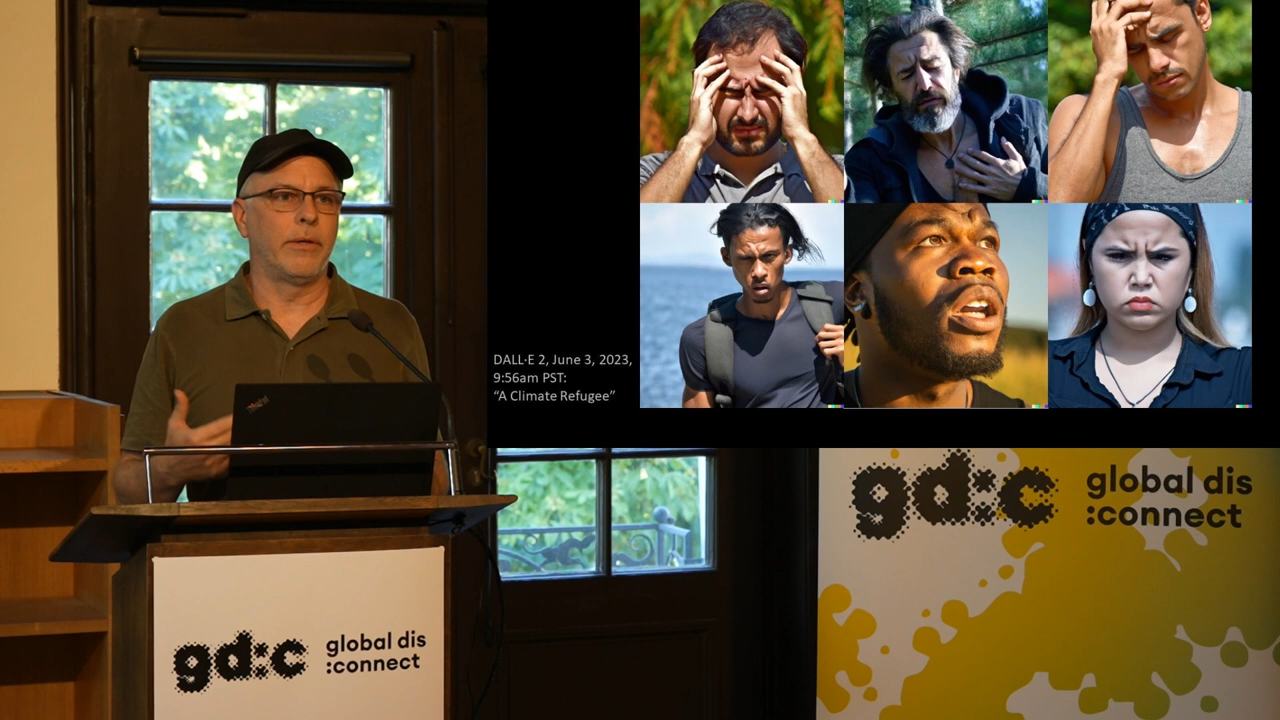 DALL·E 2, June 3, 2023,
9:56am PST:
“A Climate Refugee”
gd:c
global dis
:connect
gd:c
global dis
:connect